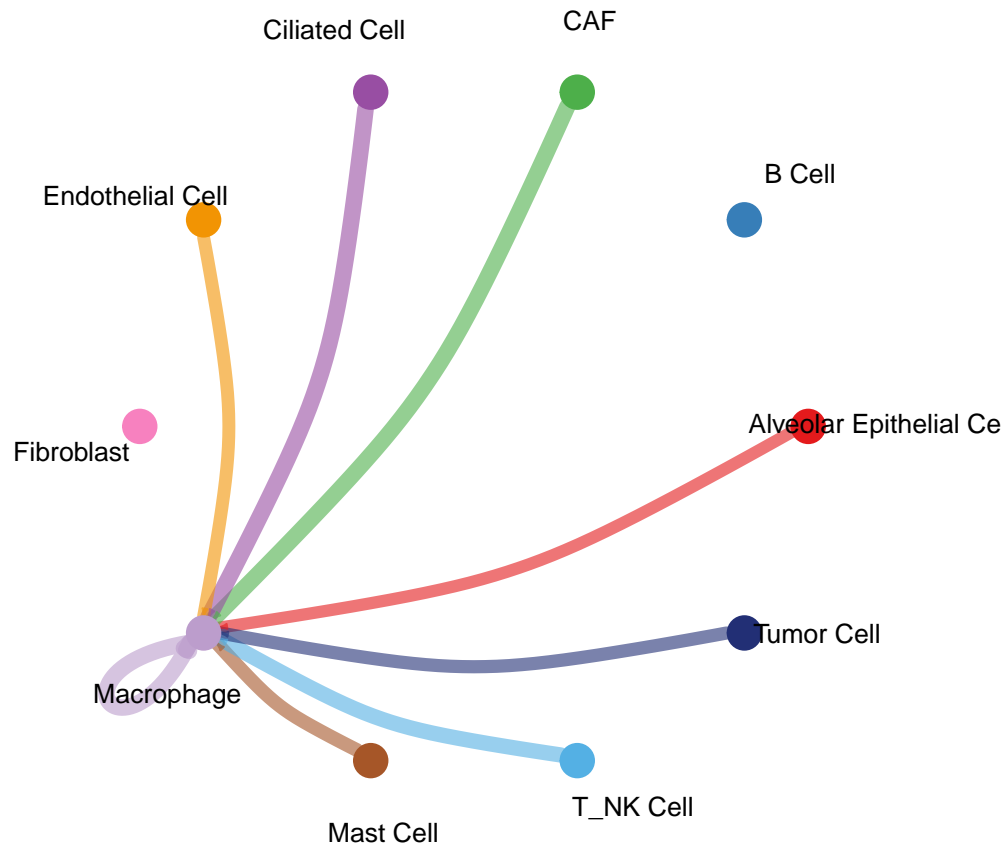 CAF
Ciliated Cell
B Cell
Endothelial Cell
Alveolar Epithelial Ce
Fibroblast
Tumor Cell
Macrophage
T_NK Cell
Mast Cell